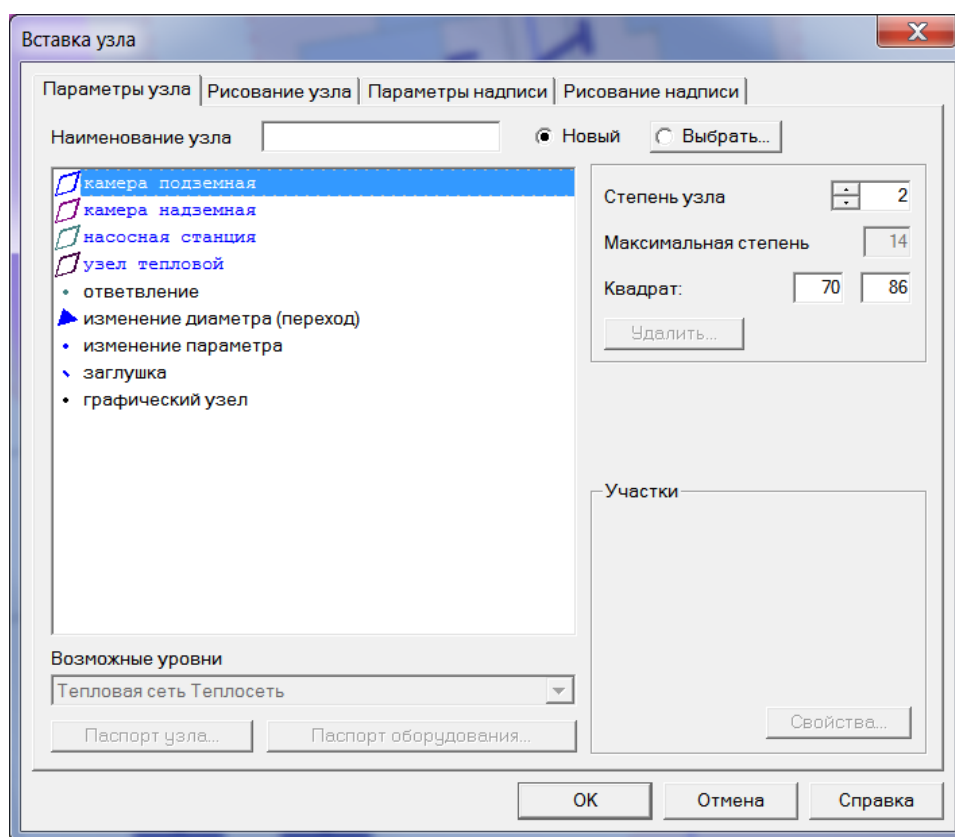 Вставка узла
Параметры узла Рисование узла Параметры надписи Рисование надписи
Наименование узла Новый Выбрать...
камера подземная
камера надземная
насосная станция
узел тепловой
ответвление
изменение диаметра (переход)
изменение параметра
заглушка
графический узел
Степень узла 2
Максимальная степень 14
Квадрат: 70 86
Удалить...
Участки
Свойства...
Возможные уровни
Тепловая сеть Теплосеть
Паспорт узла... Паспорт оборудования...
OK Отмена Справка